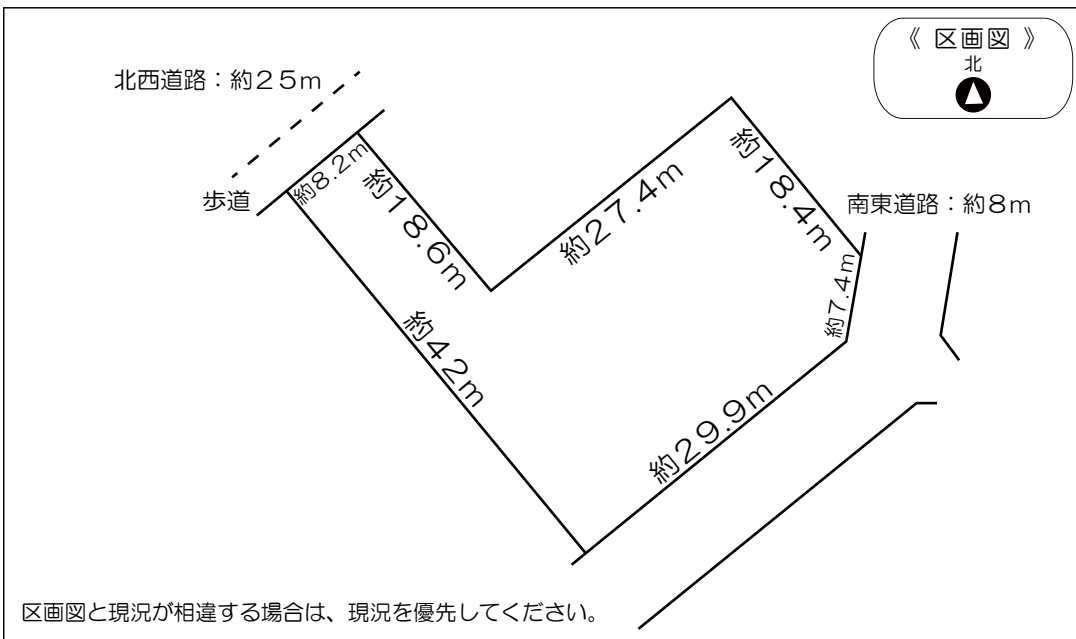 《 区画図 》
北
北西道路：約25m
歩道
約8.2m
約18.6m
約27.4m
約18.4m
南東道路：約8m
約7.4m
約42m
約29.9m
区画図と現況が相違する場合は、現況を優先してください。